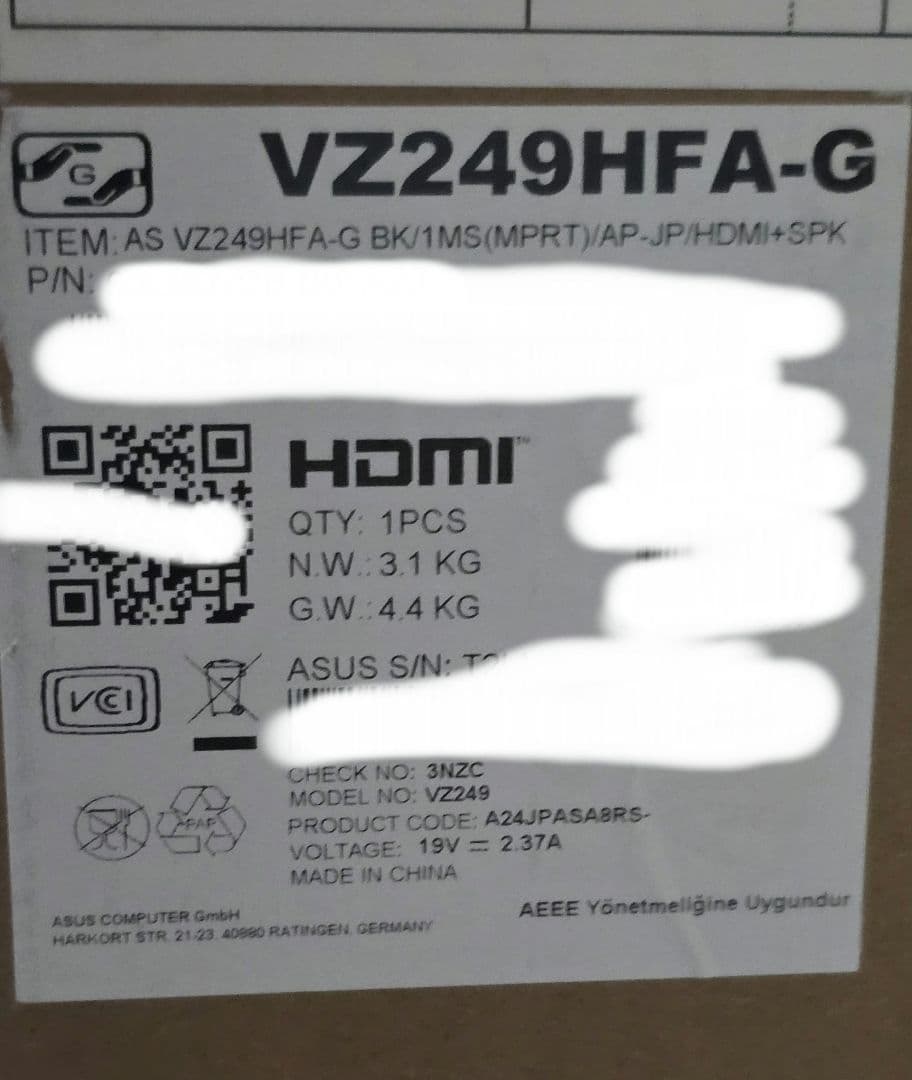 G
VZ249HFA-G
ITEM: AS VZ249HFA-G BK/1MS(MPRT)/AP-JP/HDMI+SPK
P/N:
HDMI™
QTY: 1PCS
N.W.: 3.1 KG
G.W.: 4.4 KG
ASUS S/N:
VCI
CHECK NO: 3NZC
MODEL NO: VZ249
PRODUCT CODE: A24JPASA8RS-
VOLTAGE: 19V ⎓ 2.37A
MADE IN CHINA
PAP
ASUS COMPUTER GmbH
HARKORT STR. 21-23, 40880 RATINGEN, GERMANY
AEEE Yönetmeliğine Uygundur